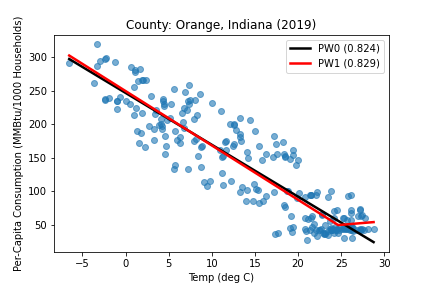 County: Orange, Indiana (2019)
Per-Capita Consumption (MMBtu/1000 Households)
300
250
200
150
100
50
PW0 (0.824)
PW1 (0.829)
−5 0 5 10 15 20 25 30
Temp (deg C)